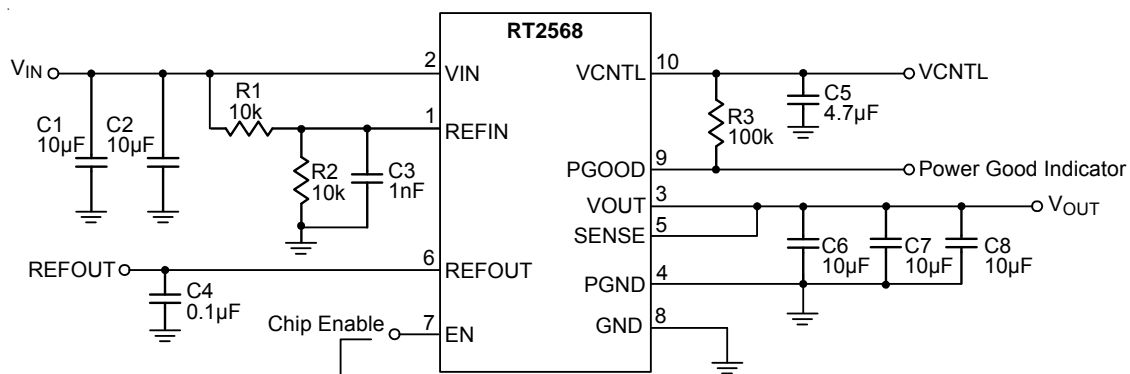 RT2568
VIN
2
VIN
VCNTL
10
VCNTL
R1
10k
C1
10µF
C2
10µF
1
REFIN
R2
10k
C3
1nF
R3
100k
C5
4.7µF
PGOOD
9
Power Good Indicator
VOUT
3
VOUT
SENSE
5
C6
10µF
C7
10µF
C8
10µF
REFOUT
6
REFOUT
C4
0.1µF
PGND
4
Chip Enable
7
EN
GND
8